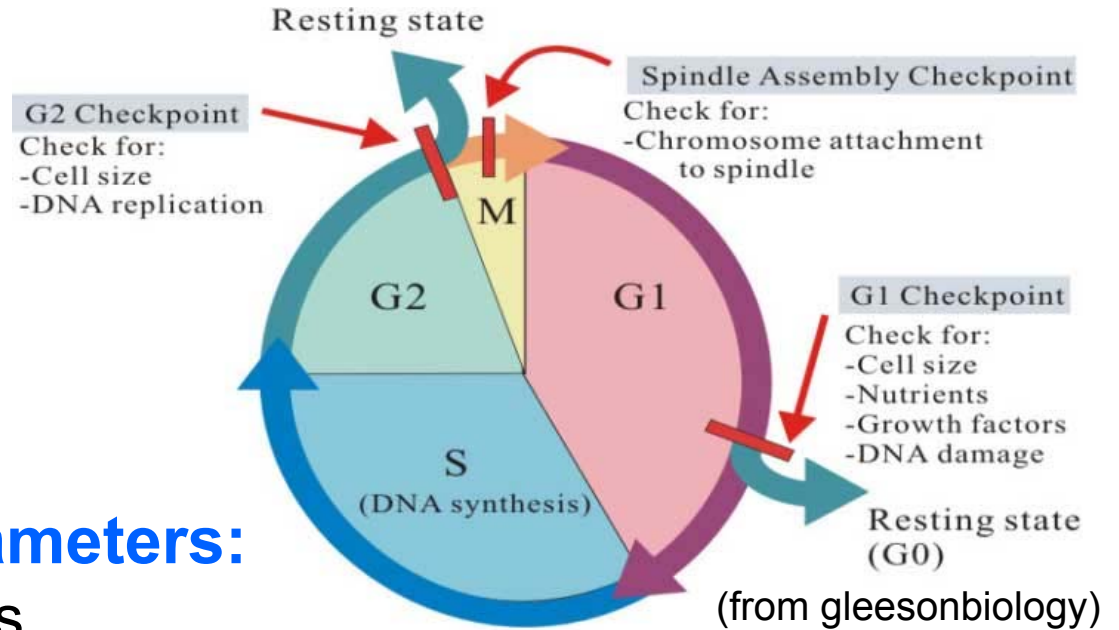 Resting state
Spindle Assembly Checkpoint
Check for:
-Chromosome attachment
to spindle
G2 Checkpoint
Check for:
-Cell size
-DNA replication
M
G2
G1
G1 Checkpoint
Check for:
-Cell size
-Nutrients
-Growth factors
-DNA damage
S
(DNA synthesis)
Resting state
(G0)
(from gleesonbiology)